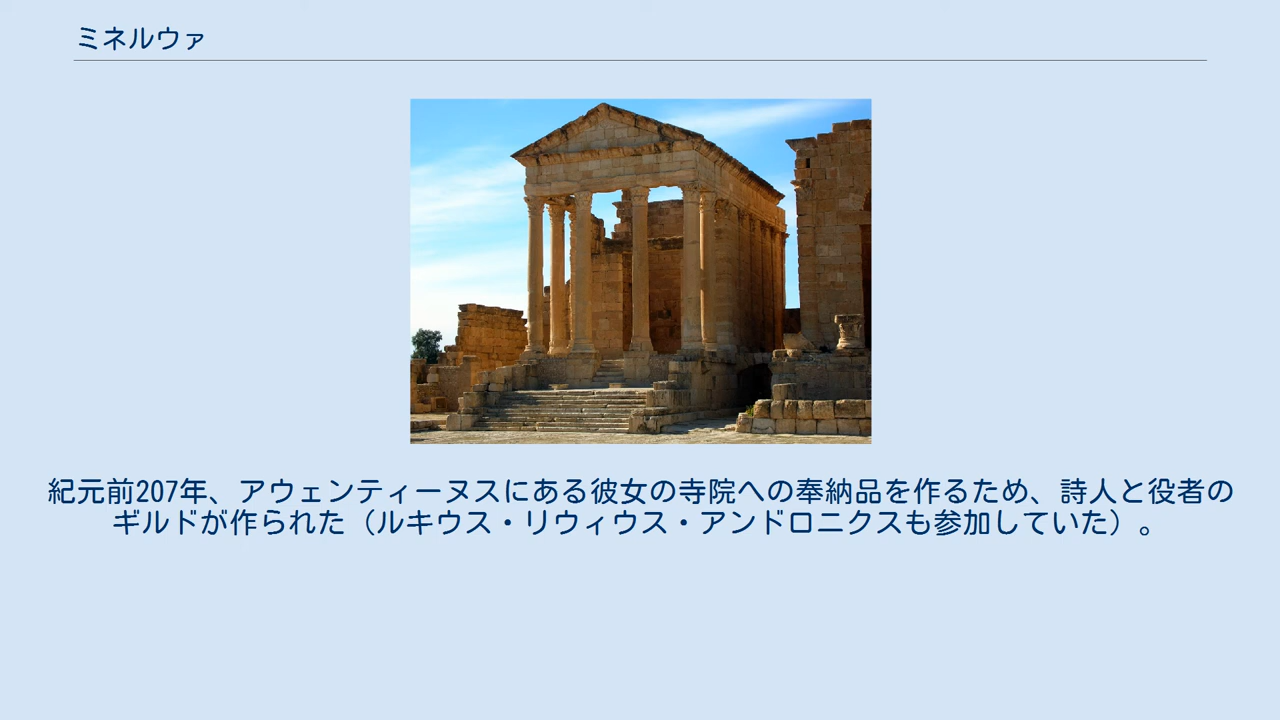 ミネルウァ
紀元前207年、アウェンティーヌスにある彼女の寺院への奉納品を作るため、詩人と役者の
ギルドが作られた（ルキウス・リウィウス・アンドロニクスも参加していた）。